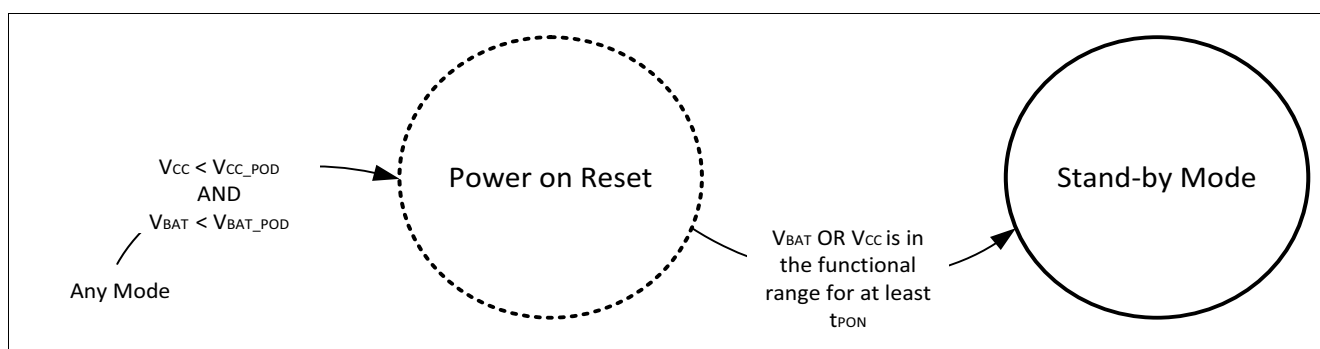 Power on Reset
Stand-by Mode
VCC < VCC_POD
AND
VBAT < VBAT_POD
Any Mode
VBAT OR VCC is in
the functional
range for at least
tPON